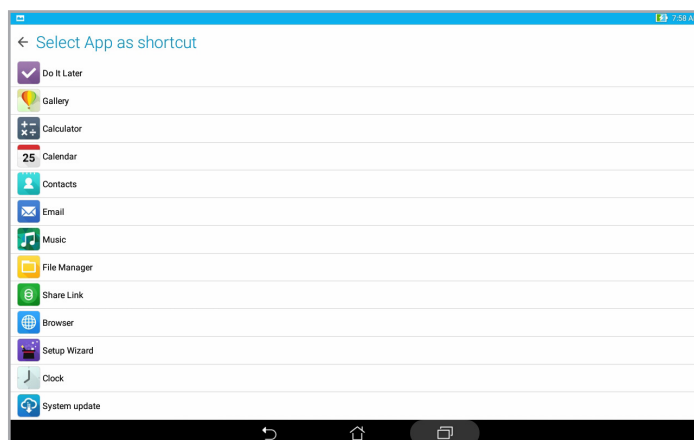 7:58 A
Select App as shortcut
Do It Later
Gallery
Calculator
25 Calendar
Contacts
Email
Music
File Manager
Share Link
Browser
Setup Wizard
Clock
System update